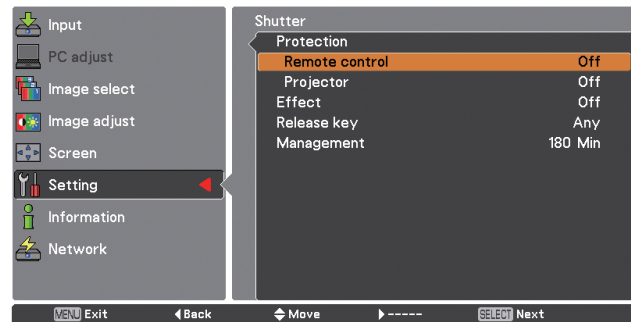 Input
PC adjust
Image select
Image adjust
Screen
Setting
Information
Network
Shutter
Protection
Remote control Off
Projector Off
Effect Off
Release key Any
Management 180 Min
MENU Exit ◀Back ◆Move ▶----- SELECT Next